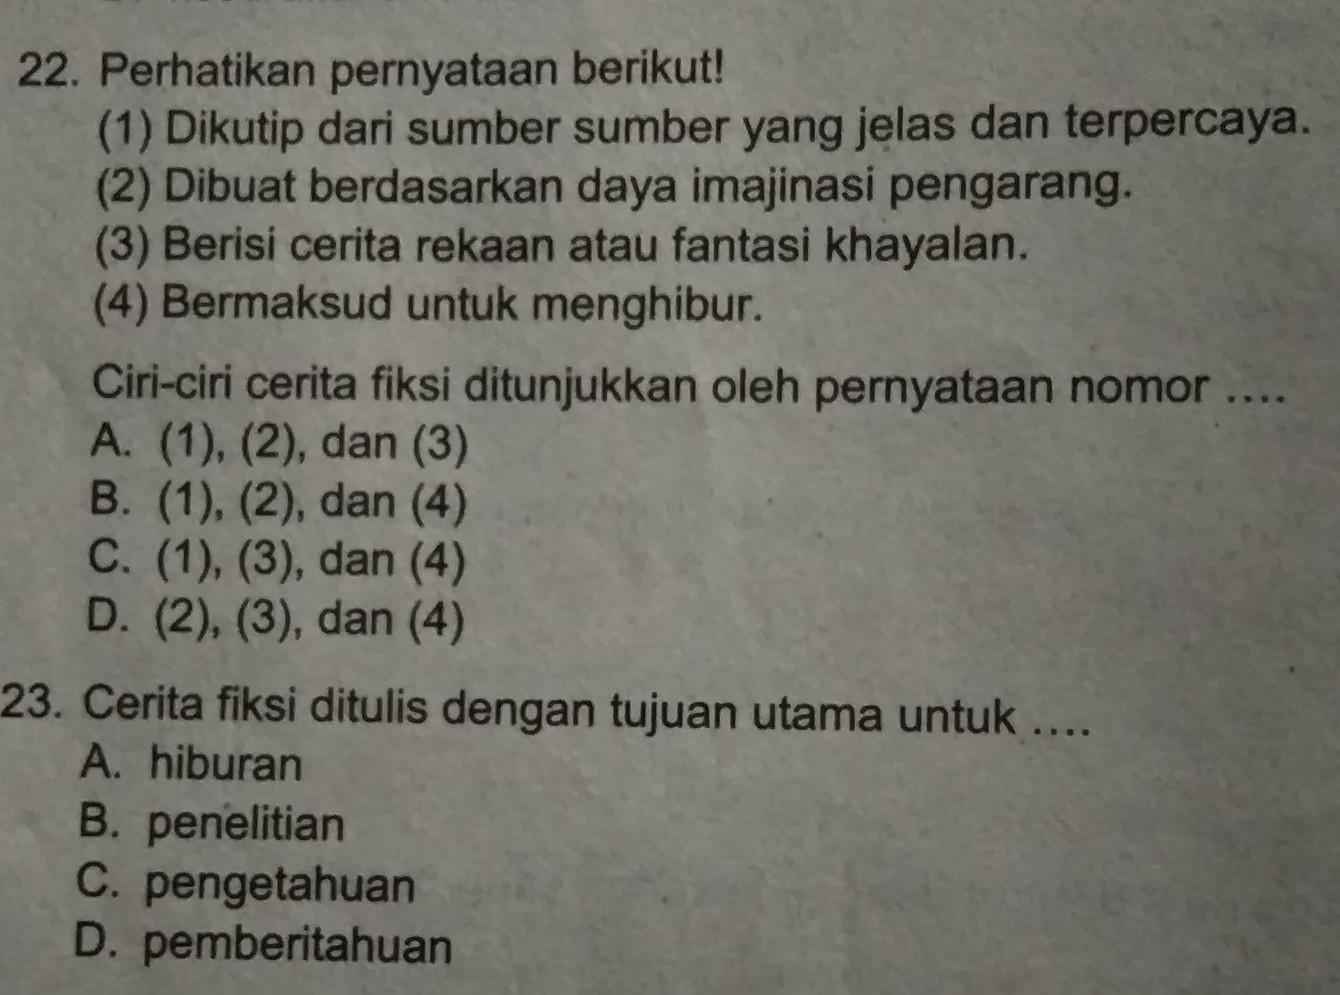 22. Perhatikan pernyataan berikut!
(1) Dikutip dari sumber sumber yang jelas dan terpercaya.
(2) Dibuat berdasarkan daya imajinasi pengarang.
(3) Berisi cerita rekaan atau fantasi khayalan.
(4) Bermaksud untuk menghibur.
Ciri-ciri cerita fiksi ditunjukkan oleh pernyataan nomor ....
A. (1), (2), dan (3)
B. (1), (2), dan (4)
C. (1), (3), dan (4)
D. (2), (3), dan (4)
23. Cerita fiksi ditulis dengan tujuan utama untuk ....
A. hiburan
B. penelitian
C. pengetahuan
D. pemberitahuan